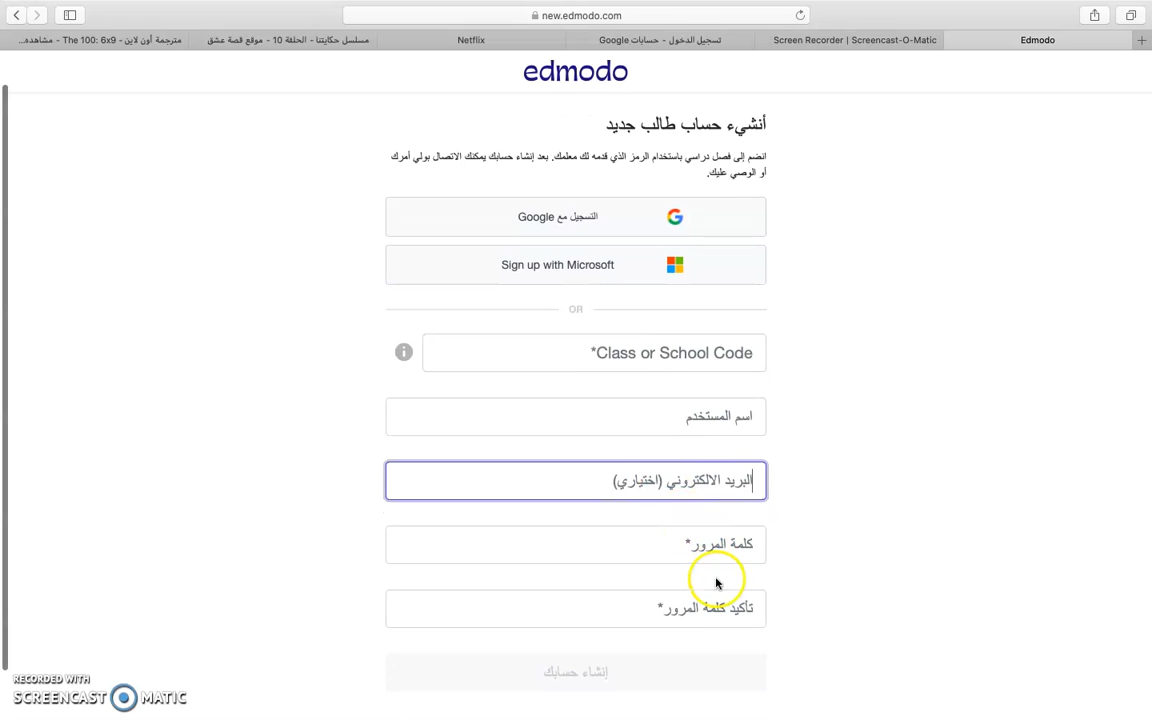 new.edmodo.com
مترجمة أون لاين - The 100: 6x9 - مشاهده...
مسلسل حكايتنا - الحلقة 10 - موقع قصة عشق
Netflix
تسجيل الدخول - حسابات Google
Screen Recorder | Screencast-O-Matic
Edmodo
edmodo
أنشيء حساب طالب جديد
انضم إلى فصل دراسي باستخدام الرمز الذي قدمه لك معلمك. بعد إنشاء حسابك يمكنك الاتصال بولي أمرك
أو الوصي عليك.
التسجيل مع Google
Sign up with Microsoft
OR
*Class or School Code
اسم المستخدم
البريد الالكتروني (اختياري)
كلمة المرور*
تأكيد كلمة المرور*
إنشاء حسابك
RECORDED WITH
SCREENCAST MATIC